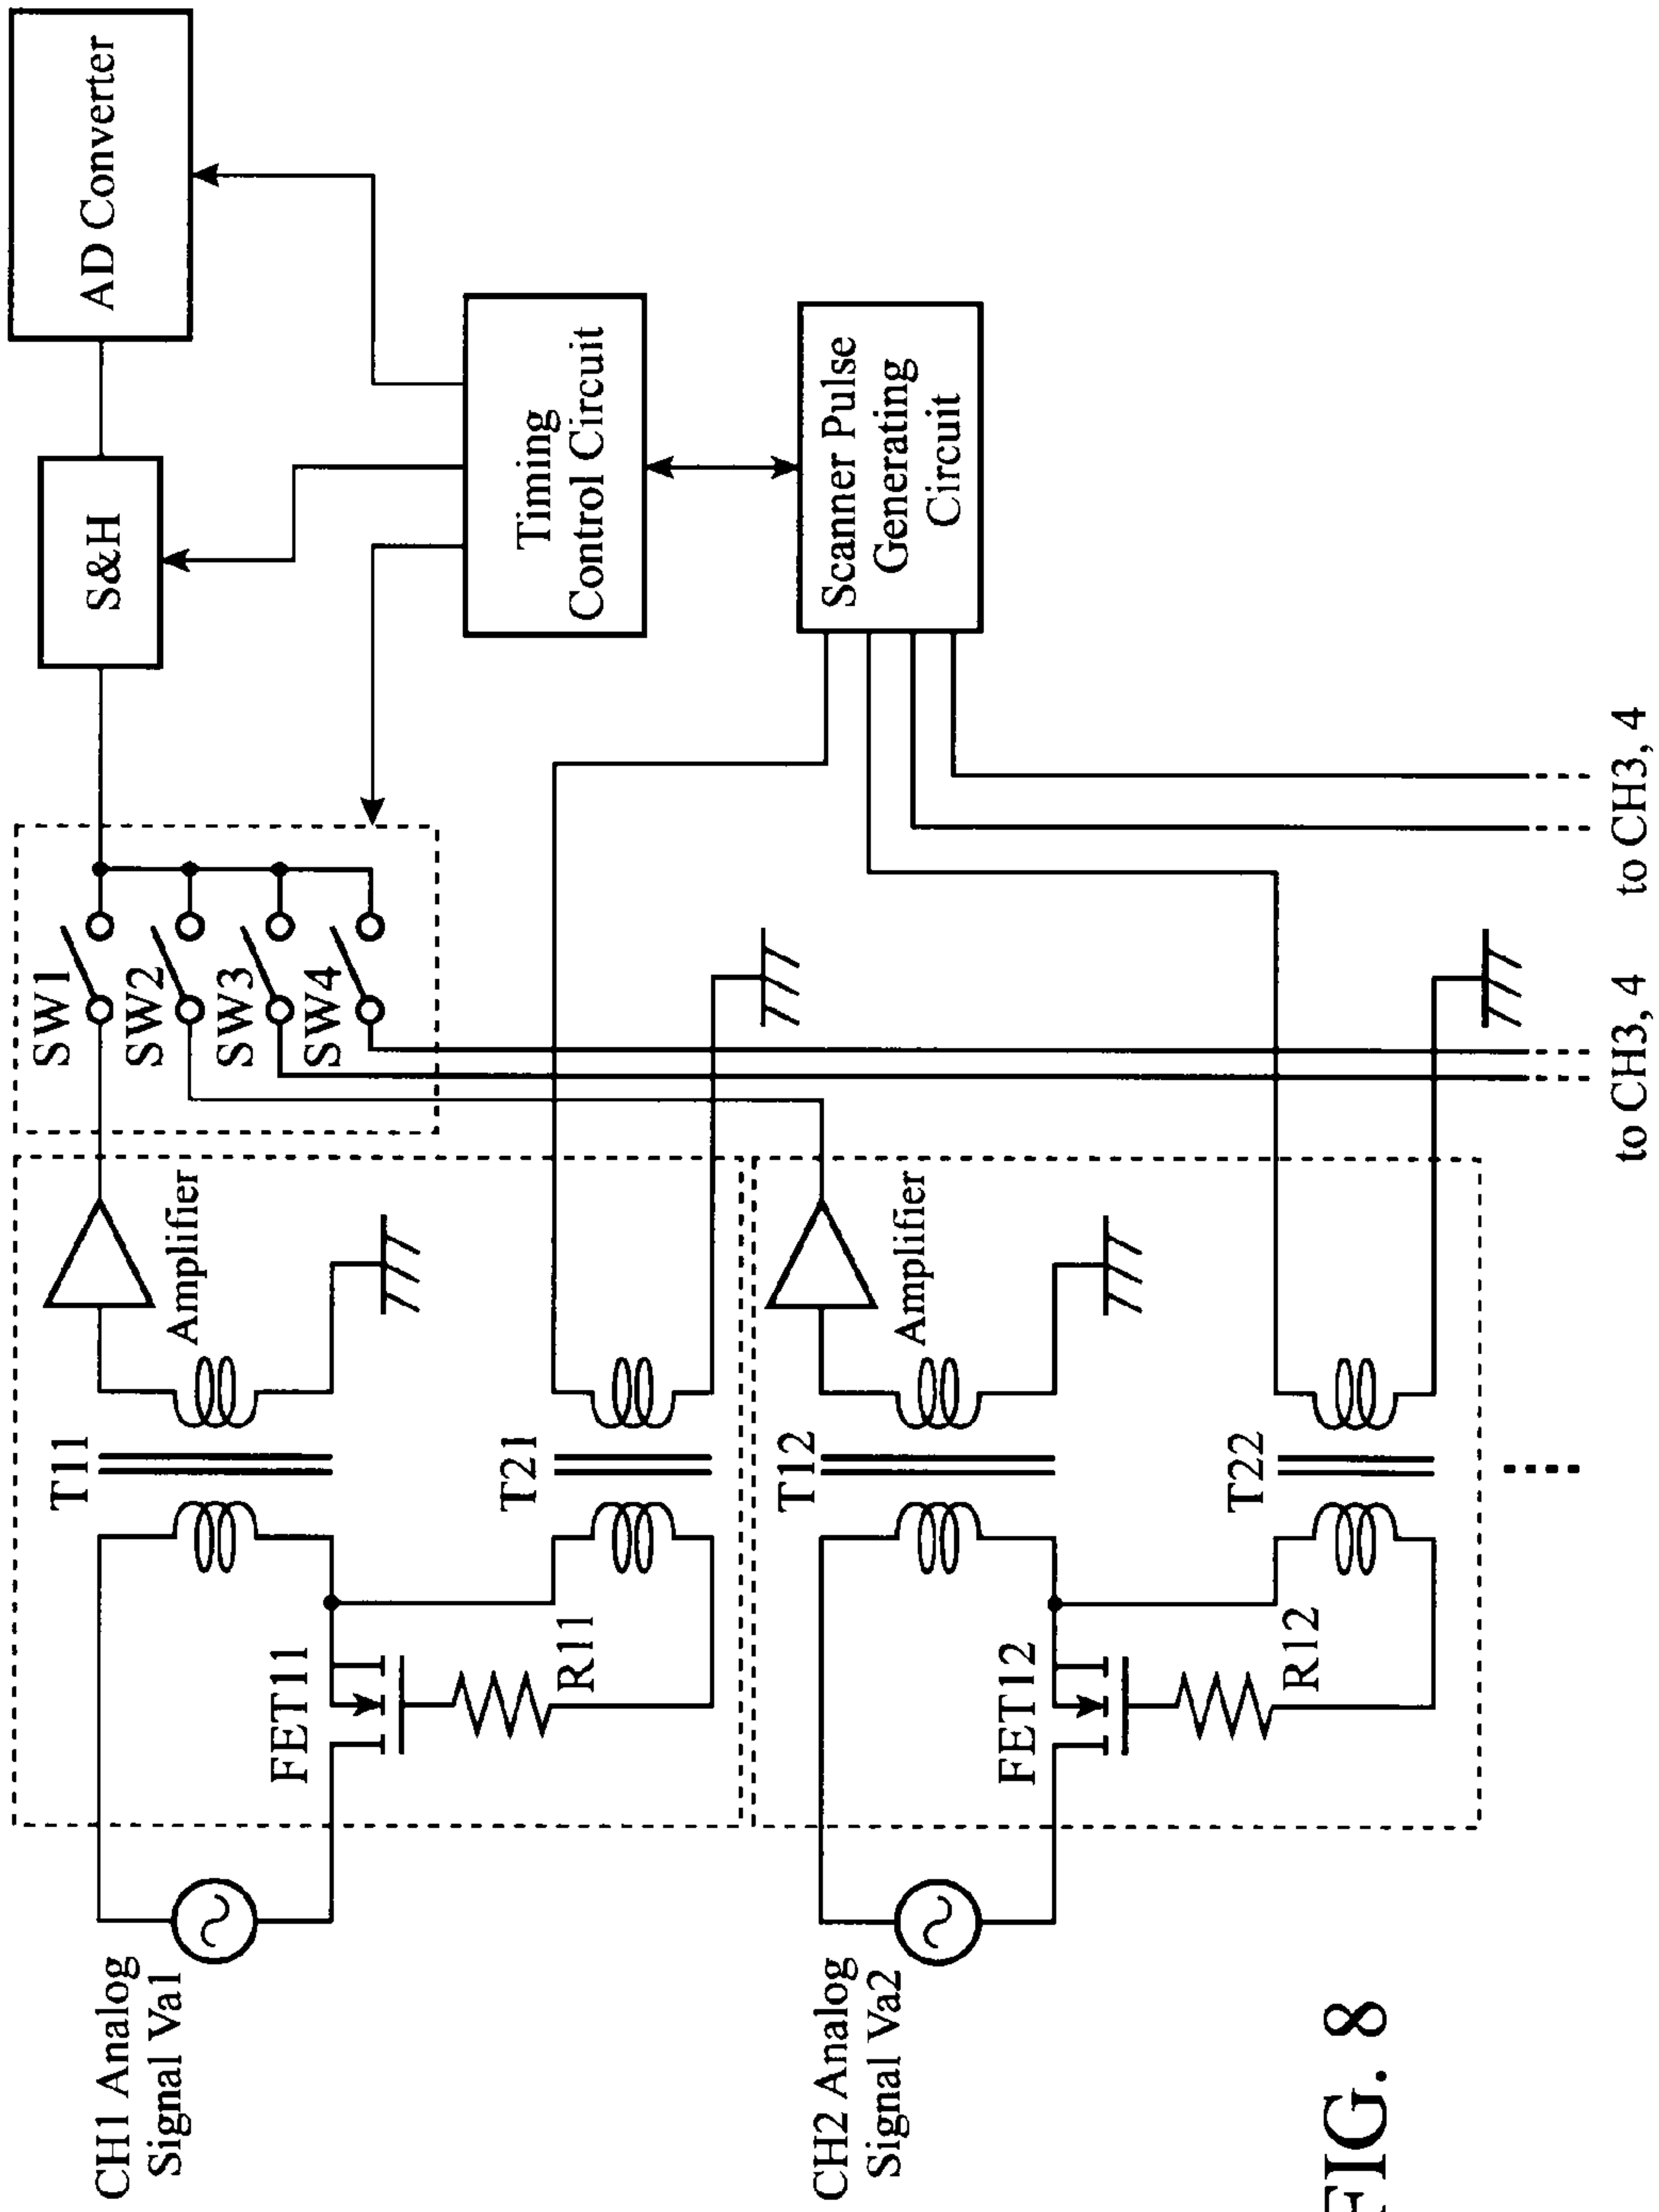 CH1 Analog
Signal Va1
FET11
R11
T11
T21
Amplifier
SW1
SW2
SW3
SW4
S&H
AD Converter
Timing
Control Circuit
Scanner Pulse
Generating
Circuit
CH2 Analog
Signal Va2
FET12
R12
T12
T22
Amplifier
to CH3, 4
to CH3, 4
FIG. 8